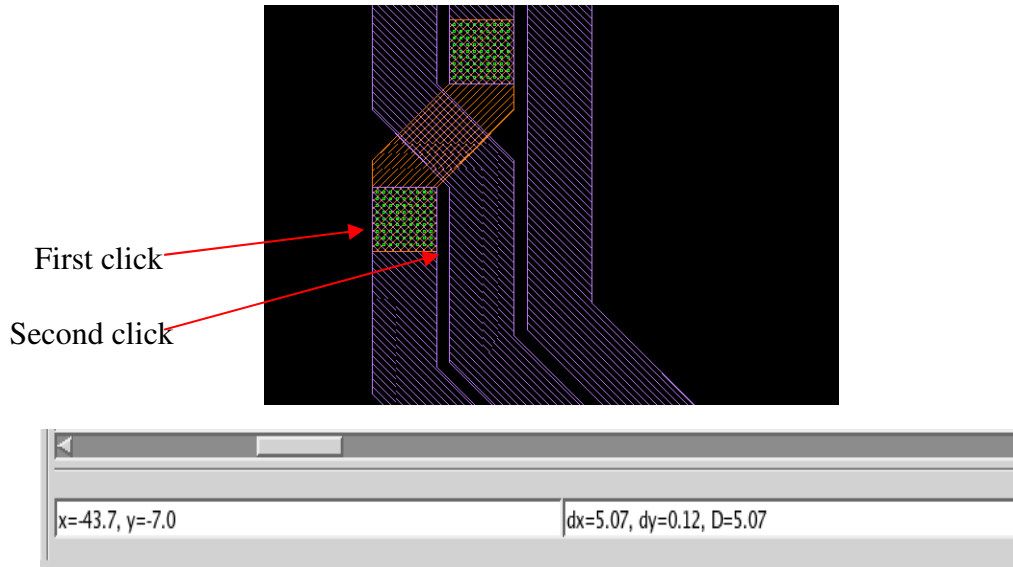 First click
Second click
x=-43.7, y=-7.0
dx=5.07, dy=0.12, D=5.07